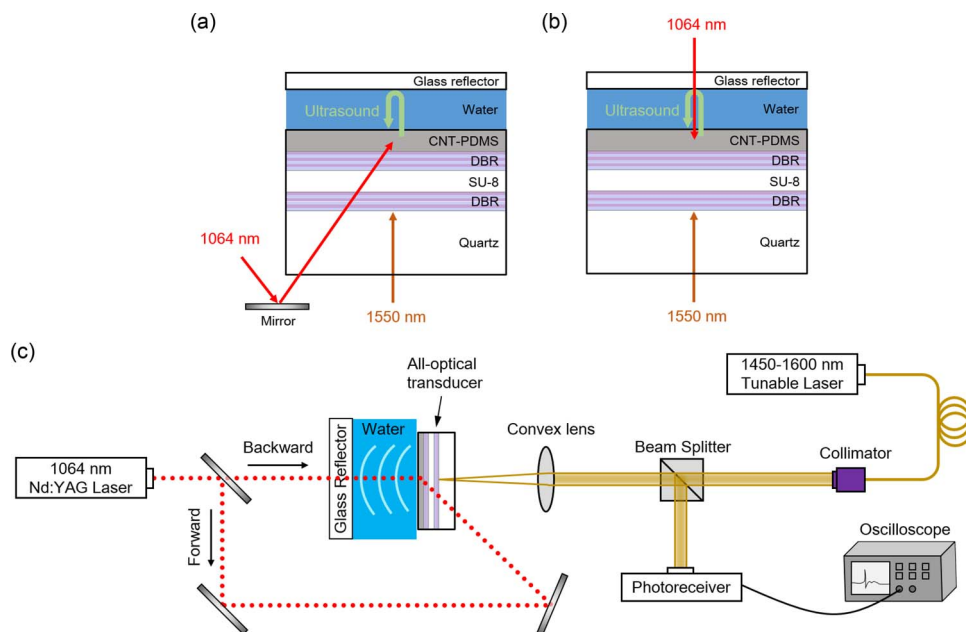 (a)
Glass reflector
Ultrasound
Water
CNT-PDMS
DBR
SU-8
DBR
1064 nm
Quartz
Mirror
1550 nm
(b)
1064 nm
Glass reflector
Ultrasound
Water
CNT-PDMS
DBR
SU-8
DBR
Quartz
1550 nm
(c)
1064 nm
Nd:YAG Laser
Backward
Forward
Glass Reflector
Water
All-optical
transducer
Convex lens
Beam Splitter
1450-1600 nm
Tunable Laser
Collimator
Photoreceiver
Oscilloscope